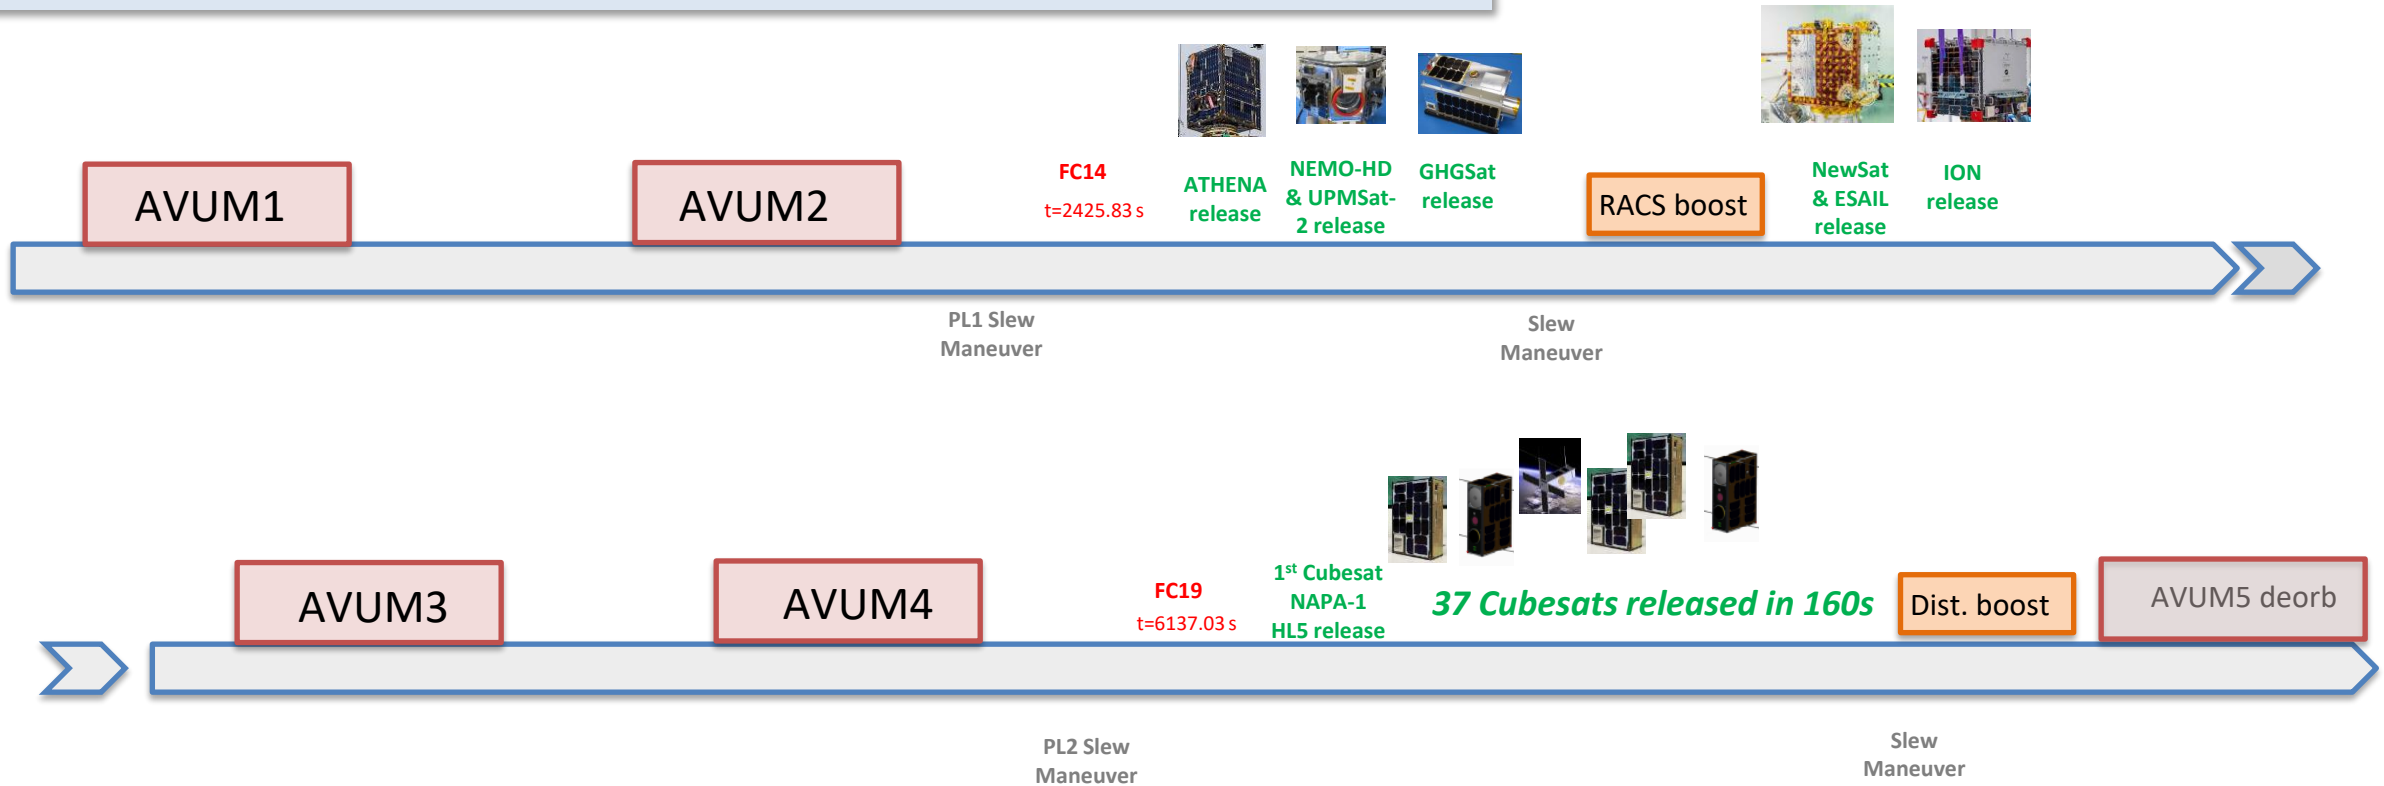 AVUM1
AVUM2
FC14
t=2425.83 s
ATHENA
release
NEMO-HD
& UPMSat-
2 release
GHGSat
release
RACS boost
NewSat
& ESAIL
release
ION
release
PL1 Slew
Maneuver
Slew
Maneuver
AVUM3
AVUM4
FC19
t=6137.03 s
1st Cubesat
NAPA-1
HL5 release
37 Cubesats released in 160s
Dist. boost
AVUM5 deorb
PL2 Slew
Maneuver
Slew
Maneuver